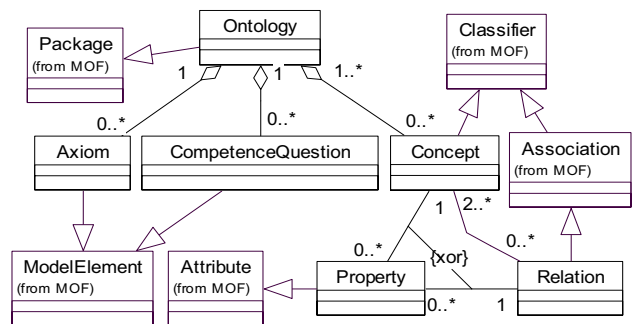 Ontology
Classifier
(from MOF)
Package
(from MOF)
1
1
1..*
0..*
0..*
0..*
Axiom
CompetenceQuestion
Concept
Association
(from MOF)
1
2..*
0..*
{xor}
0..*
ModelElement
(from MOF)
Attribute
(from MOF)
Property
Relation
0..*
1